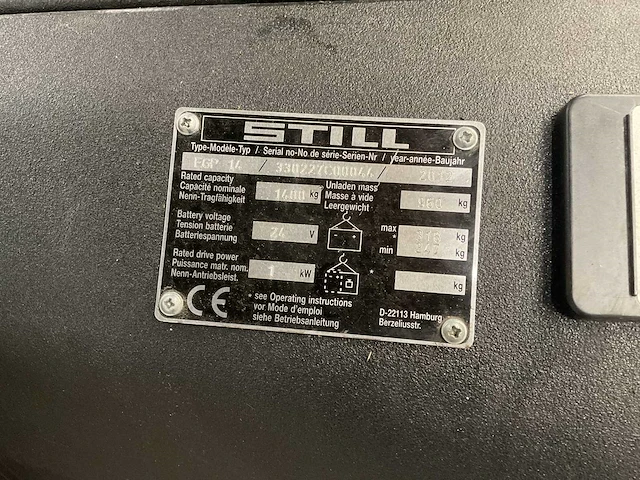 STILL
Type-Modèle-Typ / Serial no-No.de série-Serien-Nr / year-année-Baujahr
EGP 14 /
Rated capacity
Capacité nominale
Nenn-Tragfähigkeit
1400 kg
Unladen mass
Masse à vide
Leergewicht
kg
Battery voltage
Tension batterie
Batteriespannung
24 V
max
*
min
kg
kg
Rated drive power
Puissance matr. nom.
Nenn-Antriebsleist.
1 kW
*
kg
CE
* see Operating instructions
vor Mode d'emploi
siehe Betriebsanleitung
D-22113 Hamburg
Berzeliusstr.